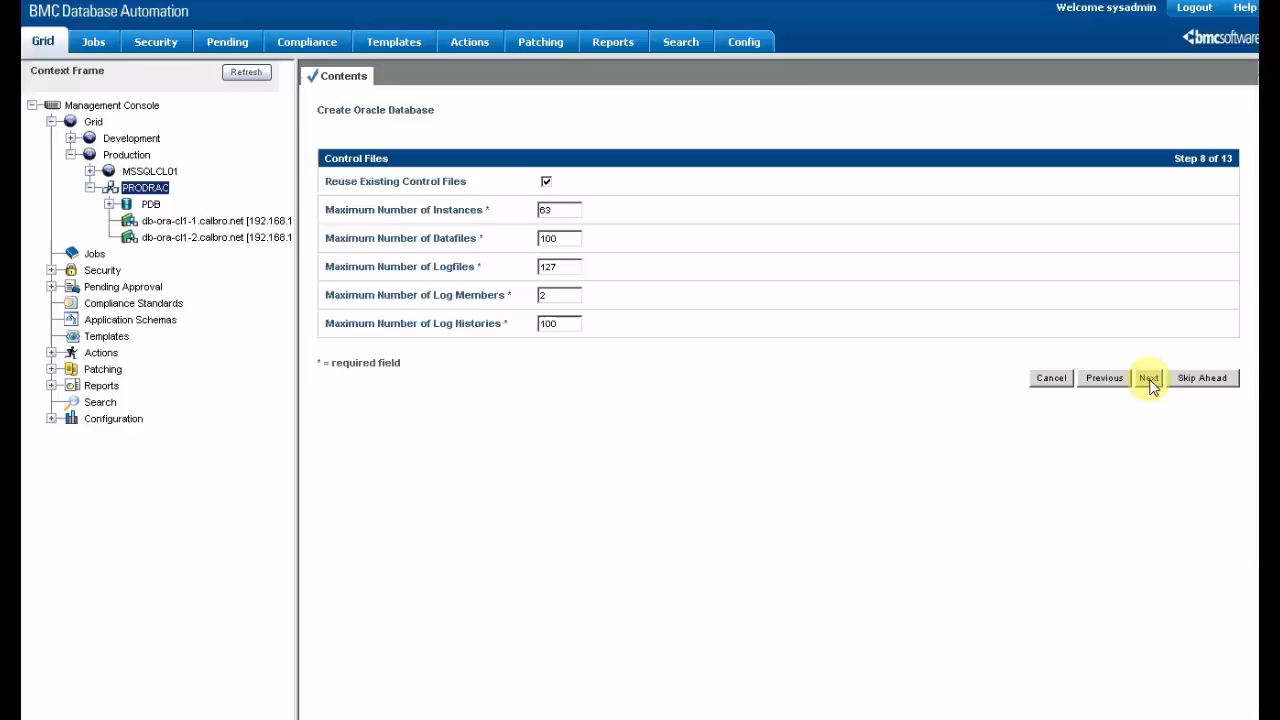 BMC Database Automation
Welcome sysadmin
Logout
Help
Grid
Jobs
Security
Pending
Compliance
Templates
Actions
Patching
Reports
Search
Config
bmcsoftware
Context Frame
Refresh
Contents
Management Console
Grid
Development
Production
MSSQLCL01
PRODRAC
PDB
db-ora-cl1-1.calbro.net [192.168.1
db-ora-cl1-2.calbro.net [192.168.1
Jobs
Security
Pending Approval
Compliance Standards
Application Schemas
Templates
Actions
Patching
Reports
Search
Configuration
Create Oracle Database
Control Files Step 8 of 13
Reuse Existing Control Files
Maximum Number of Instances * 63
Maximum Number of Datafiles * 100
Maximum Number of Logfiles * 127
Maximum Number of Log Members * 2
Maximum Number of Log Histories * 100
* = required field
Cancel Previous Next Skip Ahead